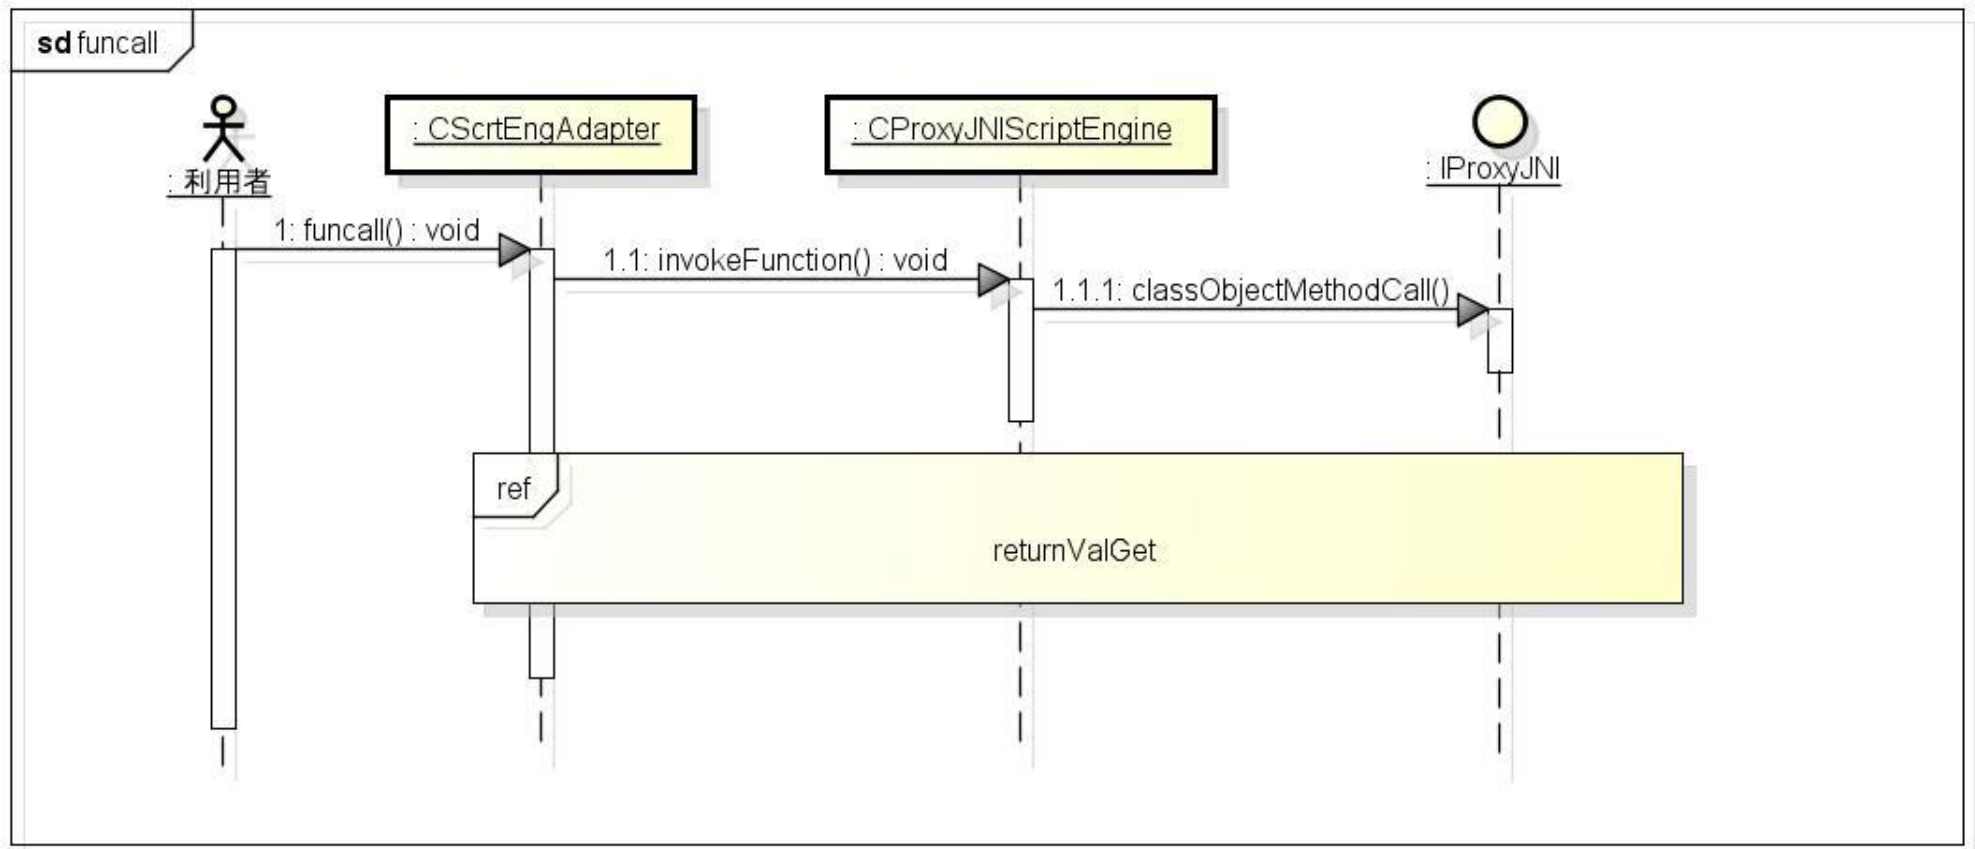 sd funcall
: CScrtEngAdapter
: CProxyJNIScriptEngine
: IProxyJNI
: 利用者
1: funcall() : void
1.1: invokeFunction() : void
1.1.1: classObjectMethodCall()
ref
returnValGet